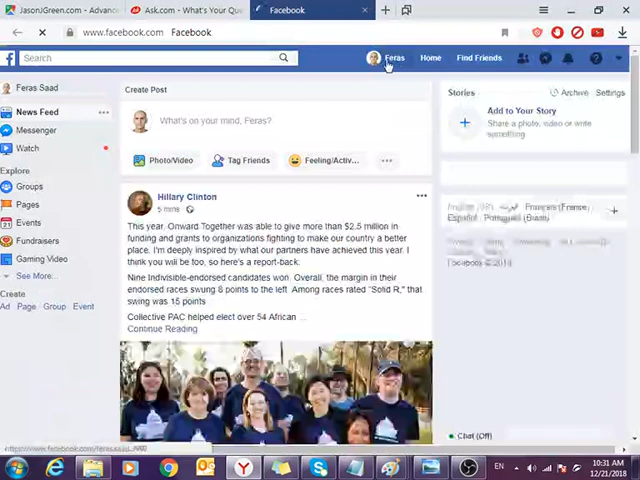 JasonJGreen.com - Advanc
Ask.com - What's Your Qu
Facebook
www.facebook.com Facebook
Search
Feras
Home
Find Friends
Feras Saad
News Feed
Messenger
Watch
Explore
Groups
Pages
Events
Fundraisers
Gaming Video
See More...
Create
Ad Page Group Event
Create Post
What's on your mind, Feras?
Photo/Video
Tag Friends
Feeling/Activ...
Hillary Clinton
5 mins
This year, Onward Together was able to give more than $2.5 million in
funding and grants to organizations fighting to make our country a better
place. I'm deeply inspired by what our partners have achieved this year. I
think you will be too, so here's a report-back:
Nine Indivisible-endorsed candidates won. Overall, the margin in their
endorsed races swung 8 points to the left. Among races rated "Solid R," that
swing was 15 points
Collective PAC helped elect over 54 African ...
Continue Reading
Stories
Archive
Settings
Add to Your Story
Share a photo, video or write
something
Français (France)
Español Português (Brasil)
Facebook © 2018
Chat (Off)
EN
10:31 AM
12/21/2018